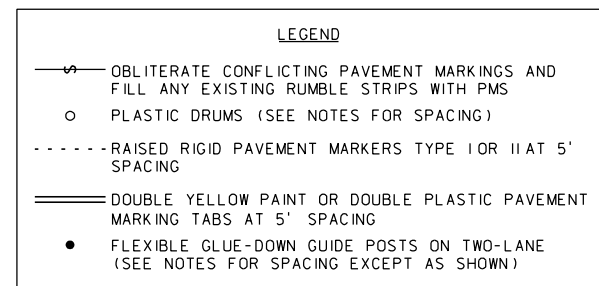 LEGEND
OBLITERATE CONFLICTING PAVEMENT MARKINGS AND
FILL ANY EXISTING RUMBLE STRIPS WITH PMS
PLASTIC DRUMS (SEE NOTES FOR SPACING)
RAISED RIGID PAVEMENT MARKERS TYPE I OR II AT 5'
SPACING
DOUBLE YELLOW PAINT OR DOUBLE PLASTIC PAVEMENT
MARKING TABS AT 5' SPACING
FLEXIBLE GLUE-DOWN GUIDE POSTS ON TWO-LANE
(SEE NOTES FOR SPACING EXCEPT AS SHOWN)